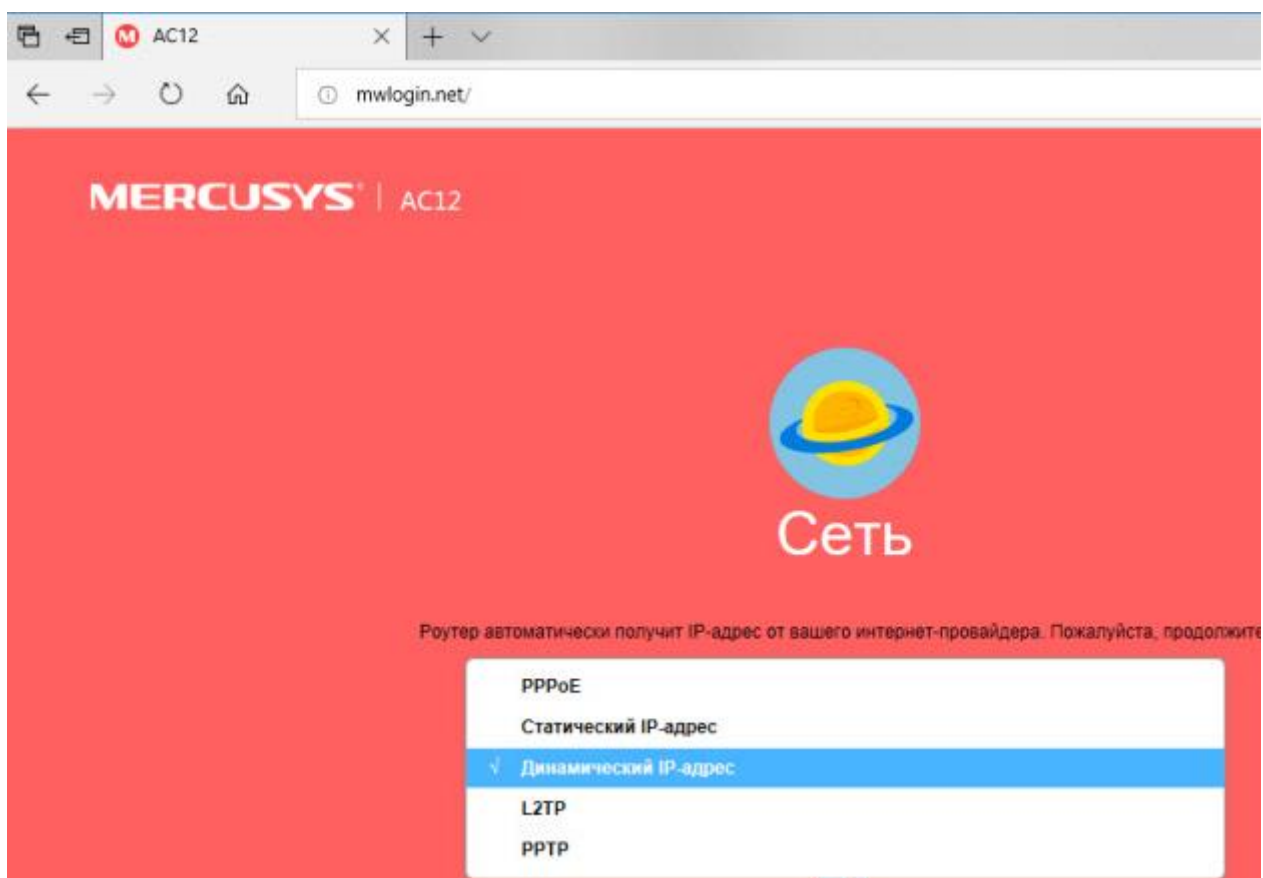 AC12
mwlogin.net/
MERCUSYS® | AC12
Сеть
Роутер автоматически получит IP-адрес от вашего интернет-провайдера. Пожалуйста, продолжите
PPPoE
Статический IP-адрес
√ Динамический IP-адрес
L2TP
PPTP